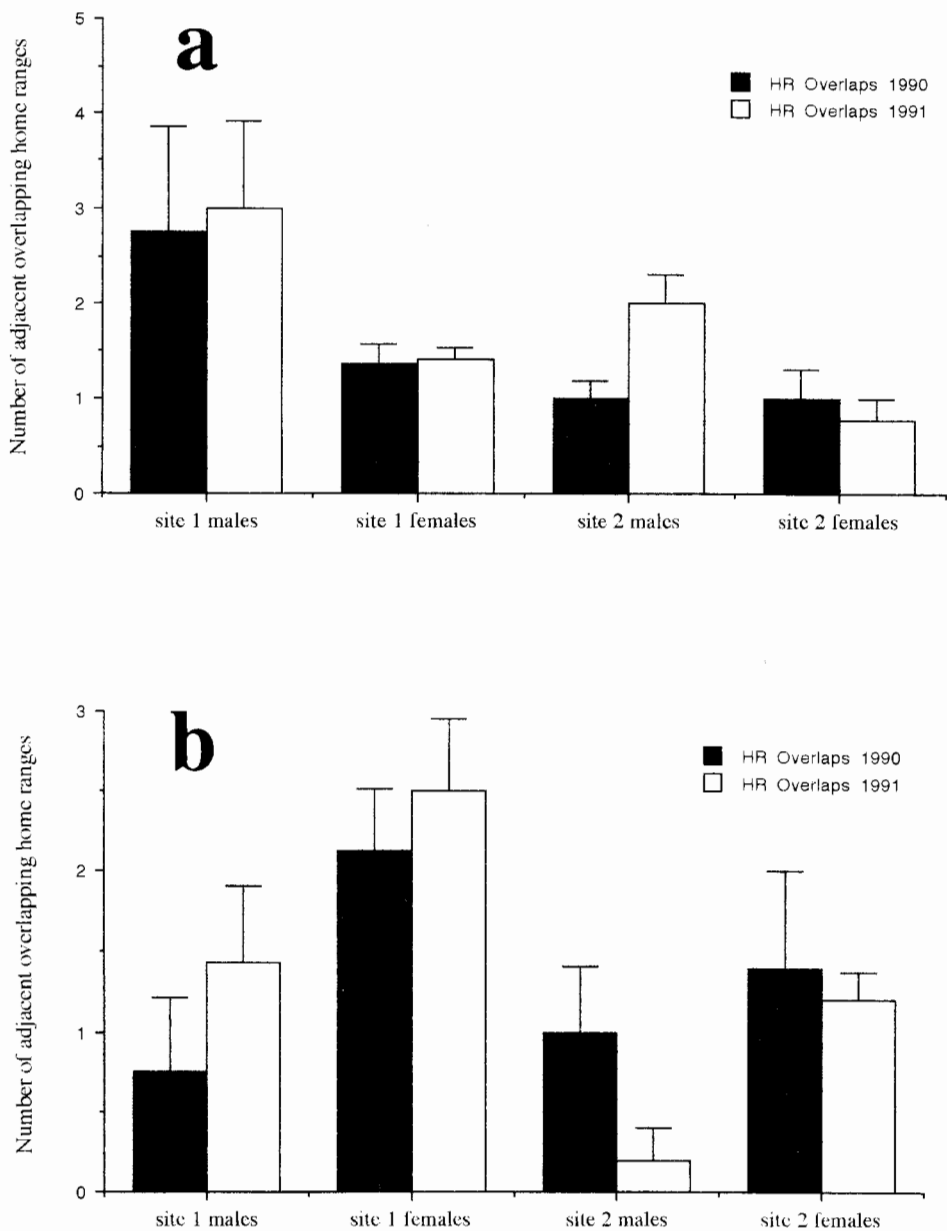 a
Number of adjacent overlapping home ranges
5
4
3
2
1
0
HR Overlaps 1990
HR Overlaps 1991
site 1 males
site 1 females
site 2 males
site 2 females
b
Number of adjacent overlapping home ranges
3
2
1
0
HR Overlaps 1990
HR Overlaps 1991
site 1 males
site 1 females
site 2 males
site 2 females